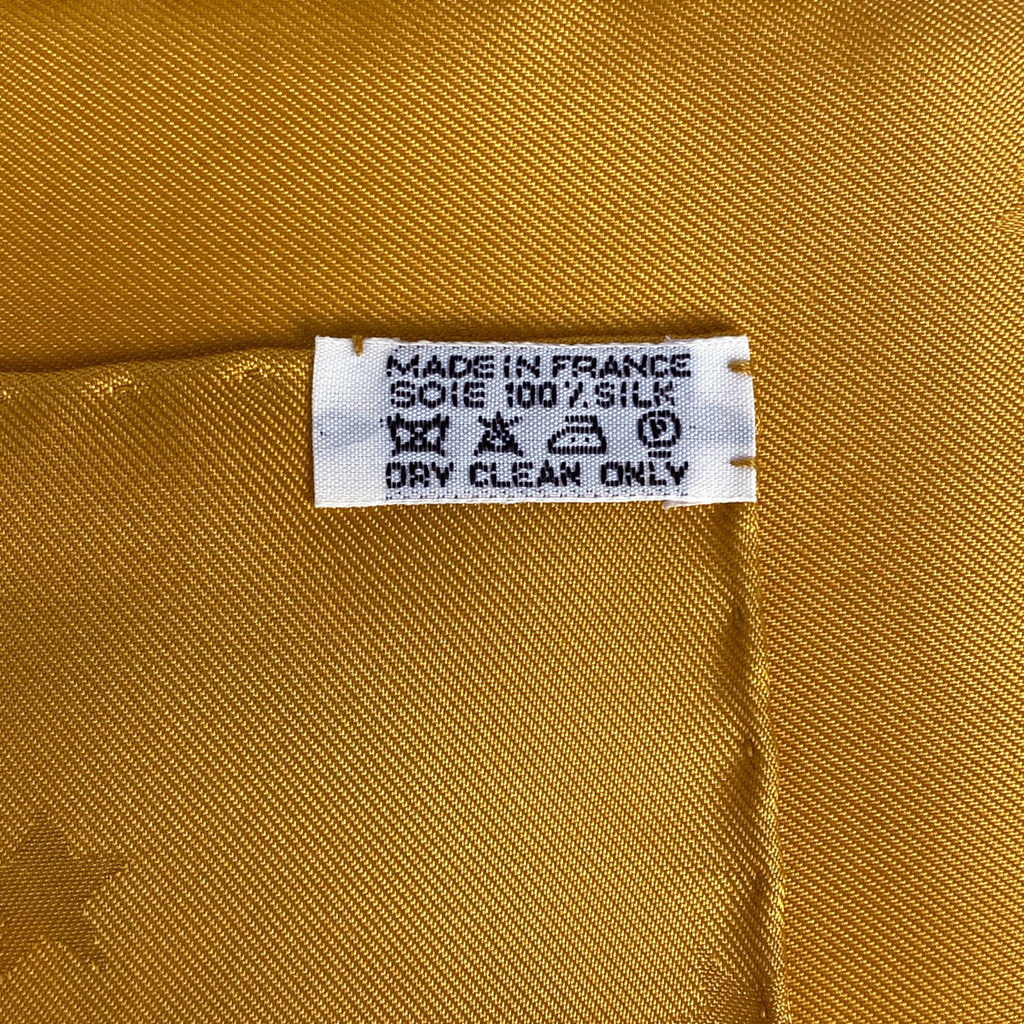 MADE IN FRANCE
SOIE 100% SILK
P
DRY CLEAN ONLY